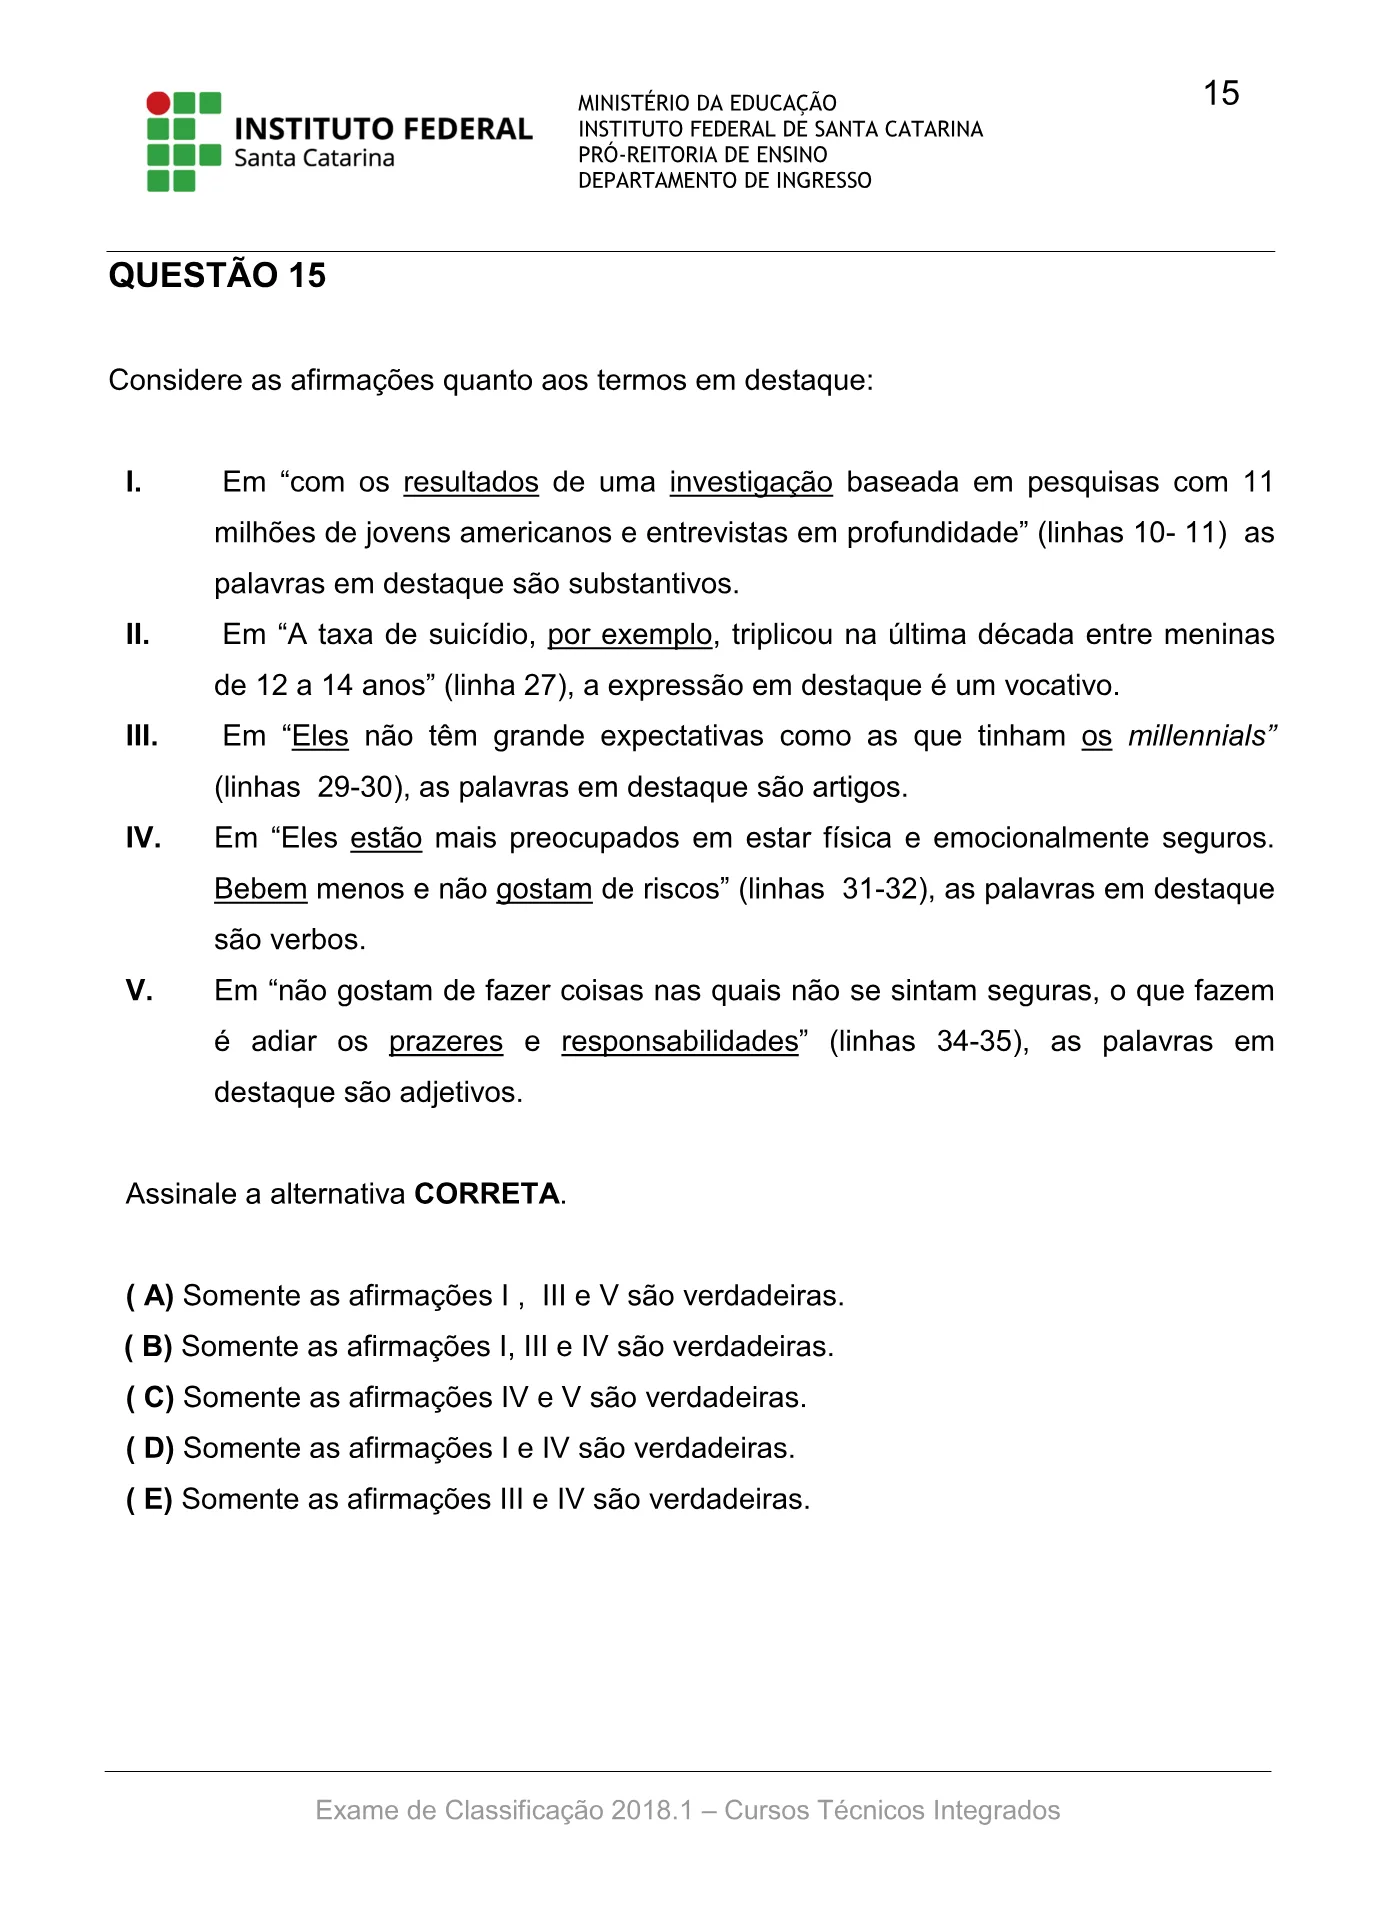 15
INSTITUTO FEDERAL
Santa Catarina
MINISTÉRIO DA EDUCAÇÃO
INSTITUTO FEDERAL DE SANTA CATARINA
PRÓ-REITORIA DE ENSINO
DEPARTAMENTO DE INGRESSO
QUESTÃO 15
Considere as afirmações quanto aos termos em destaque:
I. Em “com os resultados de uma investigação baseada em pesquisas com 11
milhões de jovens americanos e entrevistas em profundidade” (linhas 10- 11) as
palavras em destaque são substantivos.
II. Em “A taxa de suicídio, por exemplo, triplicou na última década entre meninas
de 12 a 14 anos” (linha 27), a expressão em destaque é um vocativo.
III. Em “Eles não têm grande expectativas como as que tinham os millennials”
(linhas 29-30), as palavras em destaque são artigos.
IV. Em “Eles estão mais preocupados em estar física e emocionalmente seguros.
Bebem menos e não gostam de riscos” (linhas 31-32), as palavras em destaque
são verbos.
V. Em “não gostam de fazer coisas nas quais não se sintam seguras, o que fazem
é adiar os prazeres e responsabilidades” (linhas 34-35), as palavras em
destaque são adjetivos.
Assinale a alternativa CORRETA.
( A) Somente as afirmações I , III e V são verdadeiras.
( B) Somente as afirmações I, III e IV são verdadeiras.
( C) Somente as afirmações IV e V são verdadeiras.
( D) Somente as afirmações I e IV são verdadeiras.
( E) Somente as afirmações III e IV são verdadeiras.
Exame de Classificação 2018.1 – Cursos Técnicos Integrados